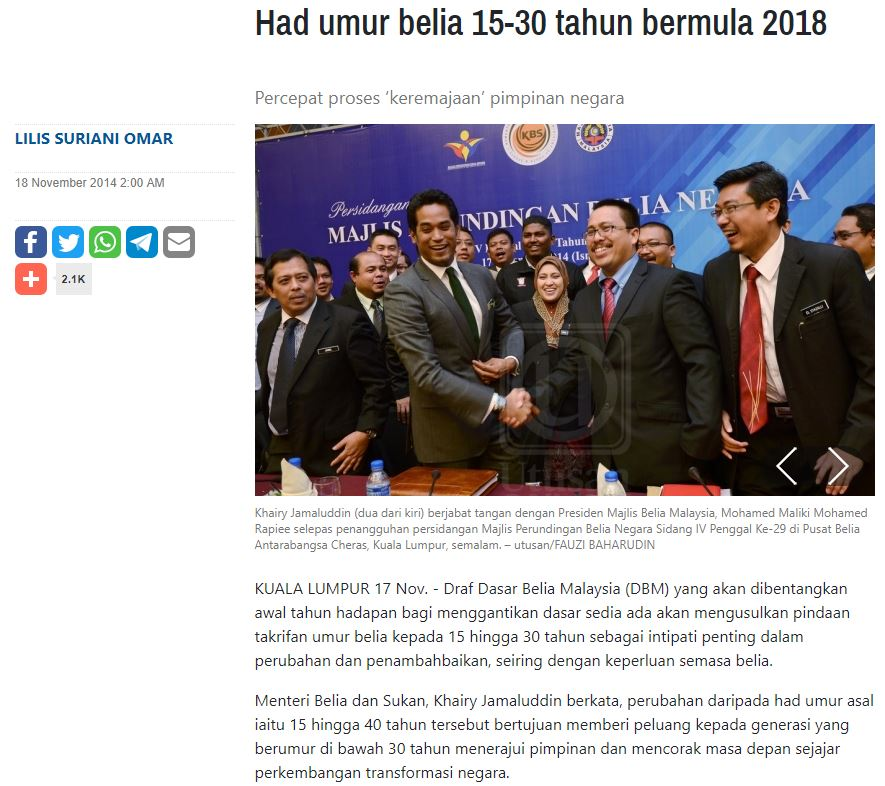 Had umur belia 15-30 tahun bermula 2018
Percepat proses ‘keremajaan’ pimpinan negara
LILIS SURIANI OMAR
18 November 2014 2:00 AM
2.1K
KBS
MALAYSIA
Persidangan
MAJLIS PERUNDINGAN BELIA NEGARA
Tahun
Utusan
Khairy Jamaluddin (dua dari kiri) berjabat tangan dengan Presiden Majlis Belia Malaysia, Mohamed Maliki Mohamed
Rapiee selepas penangguhan persidangan Majlis Perundingan Belia Negara Sidang IV Penggal Ke-29 di Pusat Belia
Antarabangsa Cheras, Kuala Lumpur, semalam. – utusan/FAUZI BAHARUDIN
KUALA LUMPUR 17 Nov. - Draf Dasar Belia Malaysia (DBM) yang akan dibentangkan
awal tahun hadapan bagi menggantikan dasar sedia ada akan mengusulkan pindaan
takrifan umur belia kepada 15 hingga 30 tahun sebagai intipati penting dalam
perubahan dan penambahbaikan, seiring dengan keperluan semasa belia.
Menteri Belia dan Sukan, Khairy Jamaluddin berkata, perubahan daripada had umur asal
iaitu 15 hingga 40 tahun tersebut bertujuan memberi peluang kepada generasi yang
berumur di bawah 30 tahun menerajui pimpinan dan mencorak masa depan sejajar
perkembangan transformasi negara.